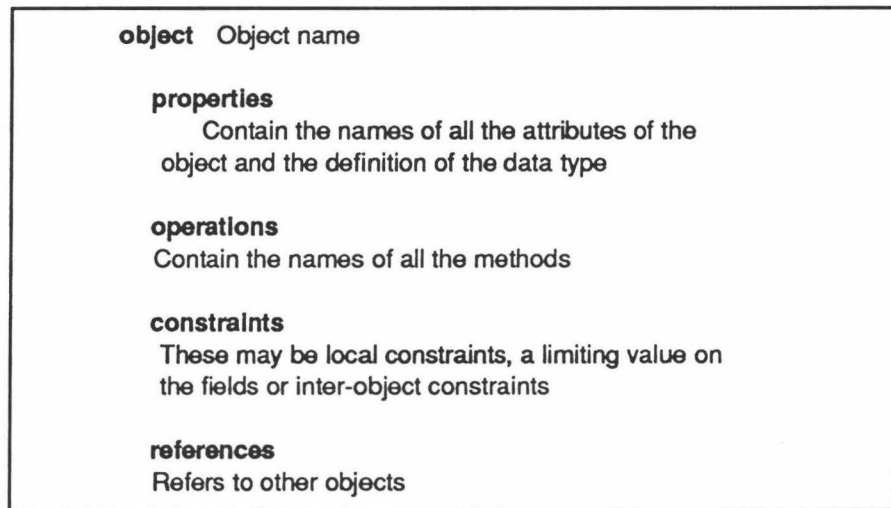 object Object name
properties
Contain the names of all the attributes of the
object and the definition of the data type
operations
Contain the names of all the methods
constraints
These may be local constraints, a limiting value on
the fields or inter-object constraints
references
Refers to other objects